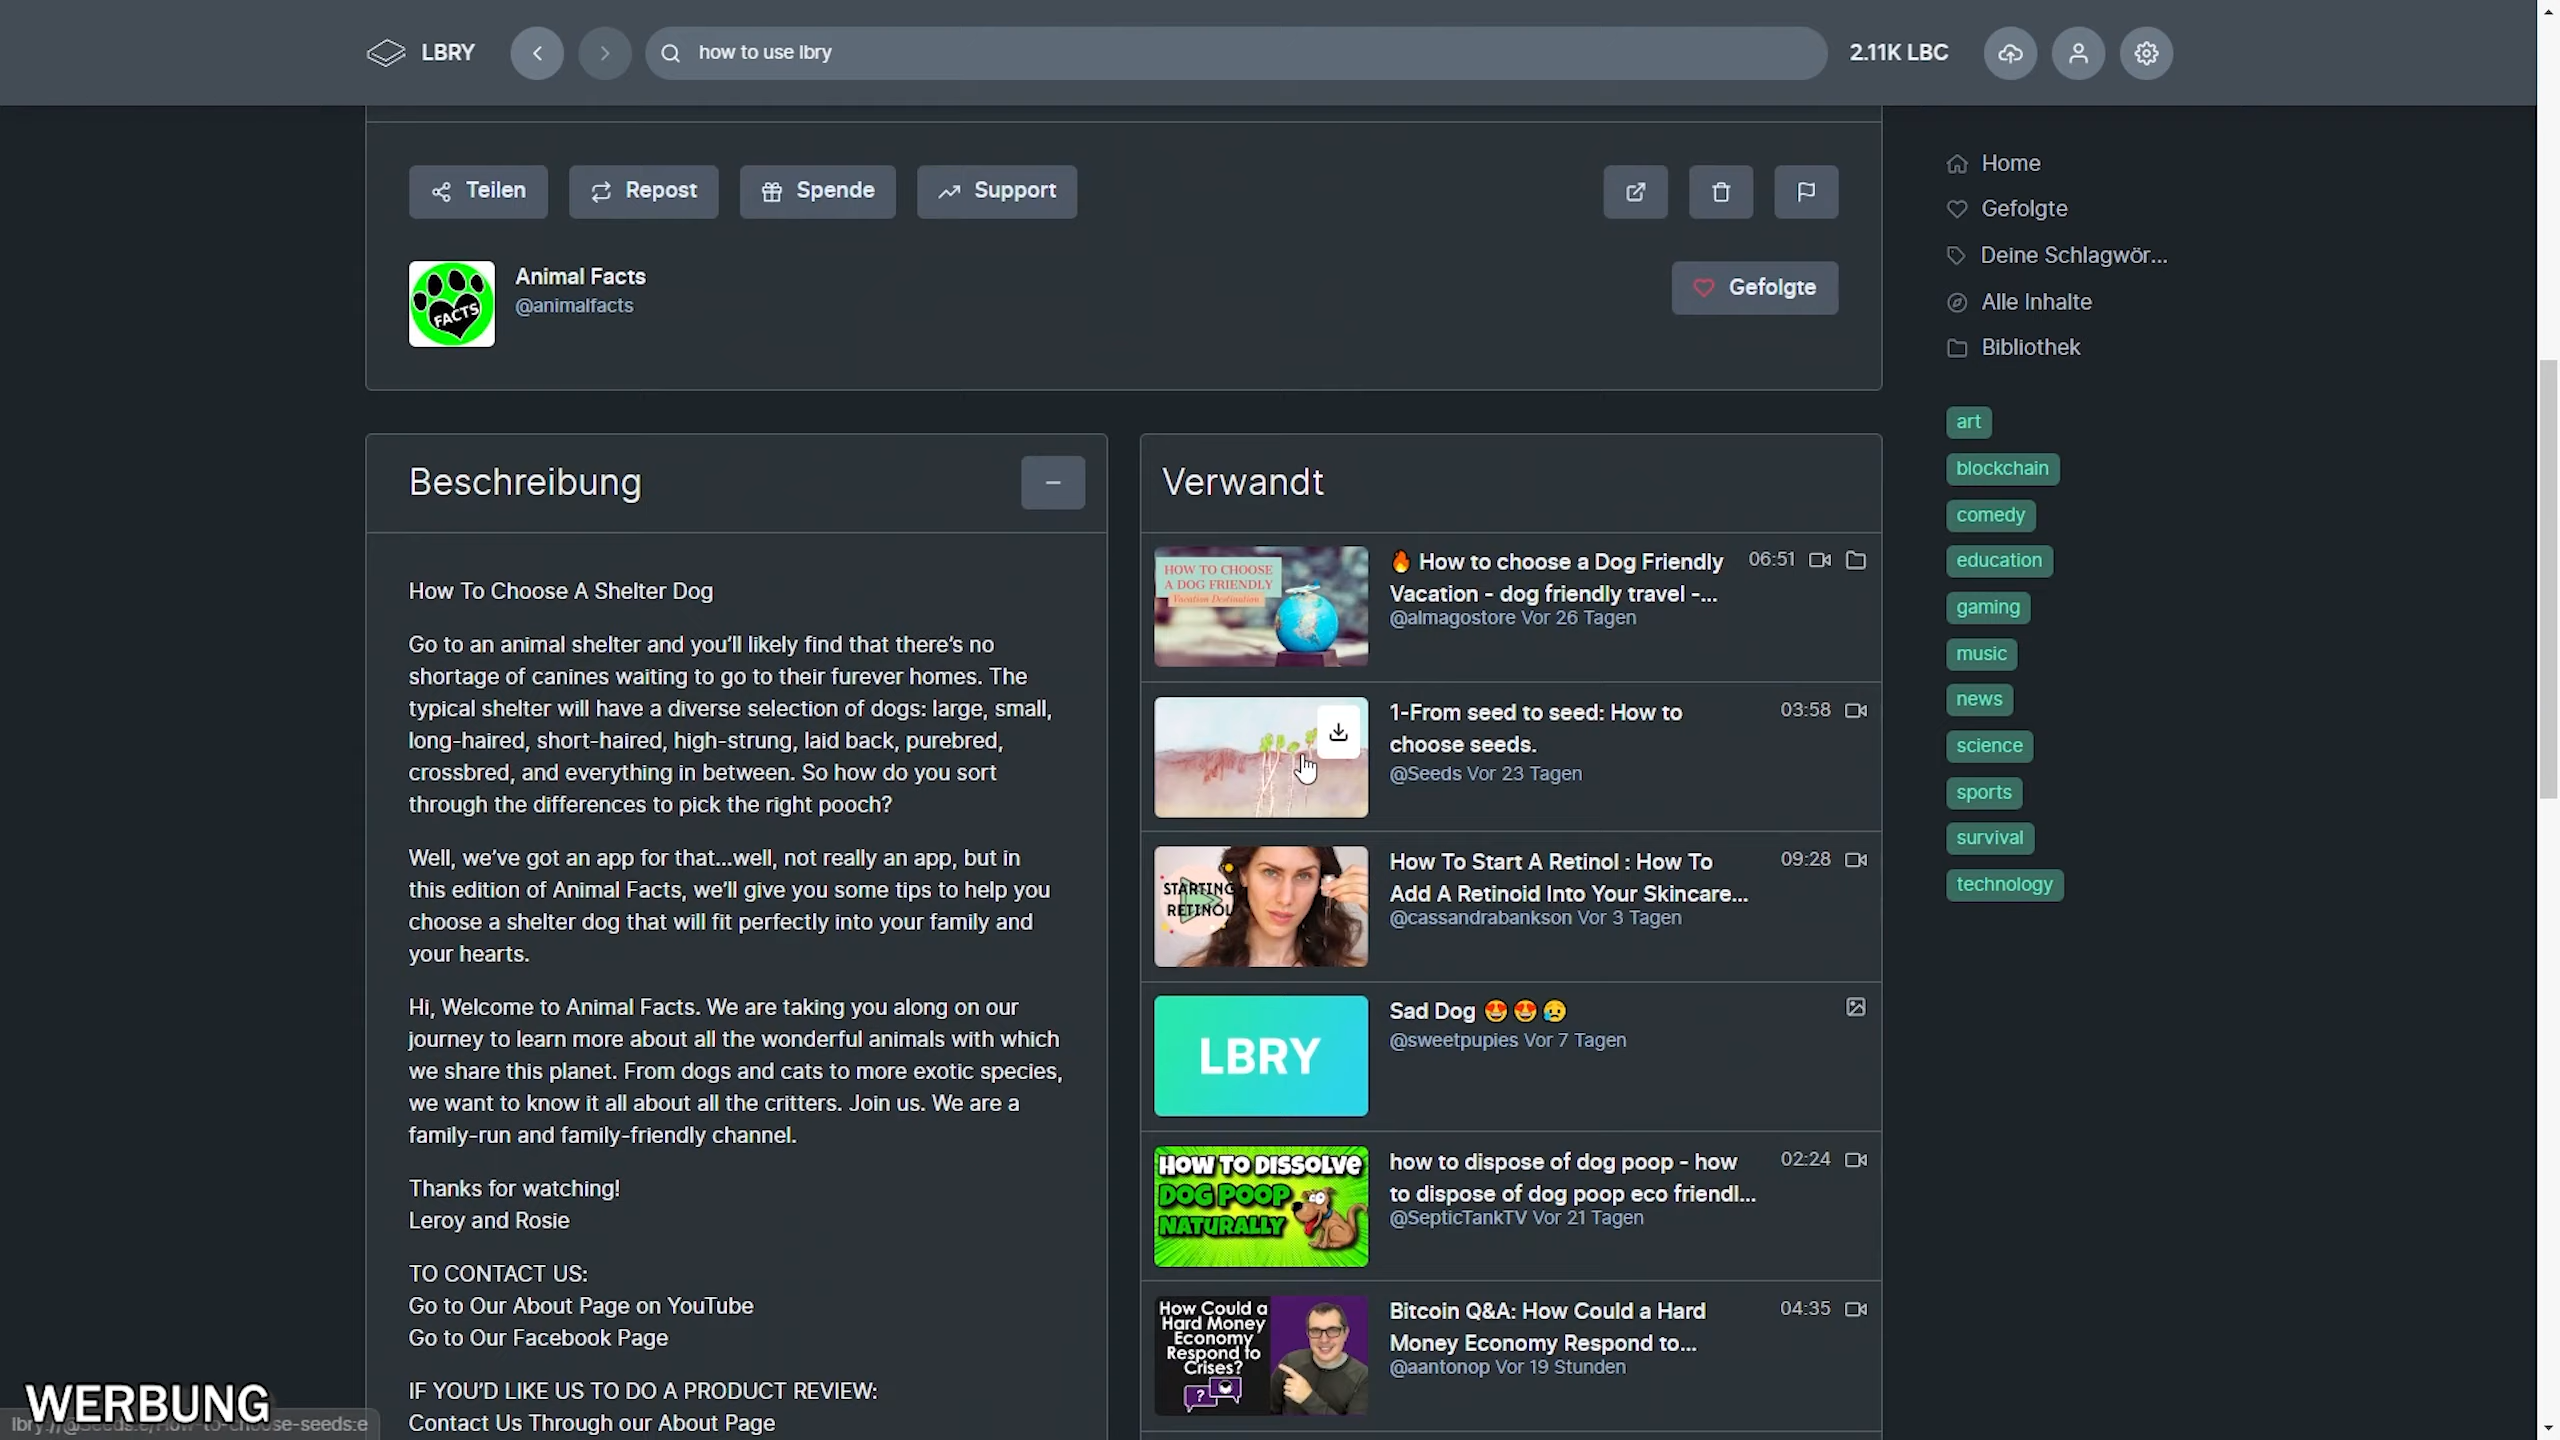 LBRY
how to use lbry
2.11K LBC
Teilen
Repost
Spende
Support
FACTS
Animal Facts
@animalfacts
Gefolgte
Home
Gefolgte
Deine Schlagwör...
Alle Inhalte
Bibliothek
art
blockchain
comedy
education
gaming
music
news
science
sports
survival
technology
Beschreibung
How To Choose A Shelter Dog
Go to an animal shelter and you’ll likely find that there’s no
shortage of canines waiting to go to their furever homes. The
typical shelter will have a diverse selection of dogs: large, small,
long-haired, short-haired, high-strung, laid back, purebred,
crossbred, and everything in between. So how do you sort
through the differences to pick the right pooch?
Well, we’ve got an app for that...well, not really an app, but in
this edition of Animal Facts, we’ll give you some tips to help you
choose a shelter dog that will fit perfectly into your family and
your hearts.
Hi, Welcome to Animal Facts. We are taking you along on our
journey to learn more about all the wonderful animals with which
we share this planet. From dogs and cats to more exotic species,
we want to know it all about all the critters. Join us. We are a
family-run and family-friendly channel.
Thanks for watching!
Leroy and Rosie
TO CONTACT US:
Go to Our About Page on YouTube
Go to Our Facebook Page
IF YOU’D LIKE US TO DO A PRODUCT REVIEW:
Contact Us Through our About Page
Verwandt
HOW TO CHOOSE
A DOG FRIENDLY
Vacation Destination
🔥 How to choose a Dog Friendly
Vacation - dog friendly travel -...
@almagostore Vor 26 Tagen
06:51
1-From seed to seed: How to
choose seeds.
@Seeds Vor 23 Tagen
03:58
STARTING
RETINOL
How To Start A Retinol : How To
Add A Retinoid Into Your Skincare...
@cassandrabankson Vor 3 Tagen
09:28
LBRY
Sad Dog 😍😍😥
@sweetpupies Vor 7 Tagen
HOW TO DISSOLVE
DOG POOP
NATURALLY
how to dispose of dog poop - how
to dispose of dog poop eco friendl...
@SepticTankTV Vor 21 Tagen
02:24
How Could a
Hard Money
Economy
Respond to
Crises?
Bitcoin Q&A: How Could a Hard
Money Economy Respond to...
@aantonop Vor 19 Stunden
04:35
WERBUNG